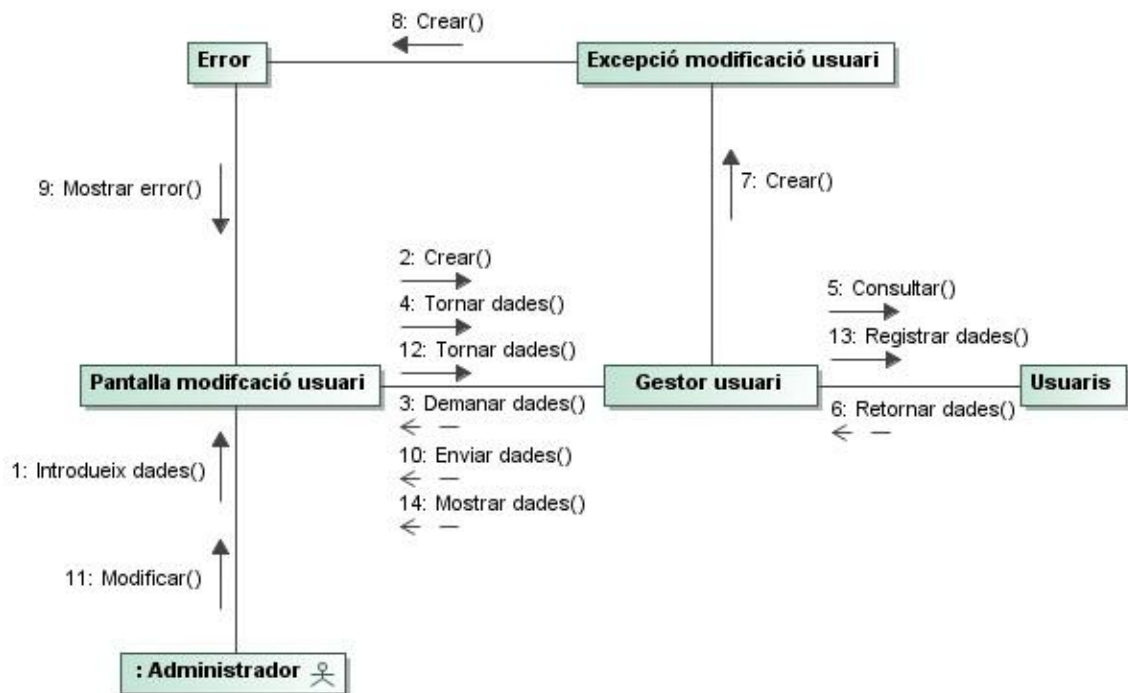 8: Crear()
Error
Excepció modificació usuari
9: Mostrar error()
7: Crear()
2: Crear()
4: Tornar dades()
12: Tornar dades()
5: Consultar()
13: Registrar dades()
Pantalla modifcació usuari
Gestor usuari
Usuaris
3: Demanar dades()
6: Retornar dades()
10: Enviar dades()
14: Mostrar dades()
1: Introdueix dades()
11: Modificar()
: Administrador